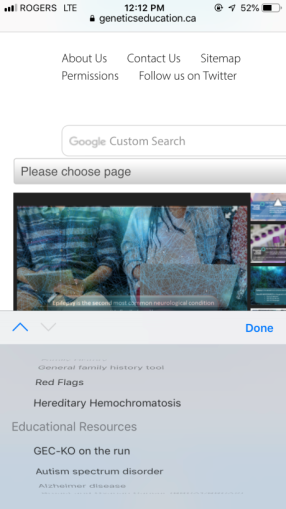 ROGERS LTE 12:12 PM 52%
geneticseducation.ca
About Us Contact Us Sitemap
Permissions Follow us on Twitter
Google Custom Search
Please choose page
Epilepsy is the second most common neurological condition
Done
General family history tool
Red Flags
Hereditary Hemochromatosis
Educational Resources
GEC-KO on the run
Autism spectrum disorder
Alzheimer disease